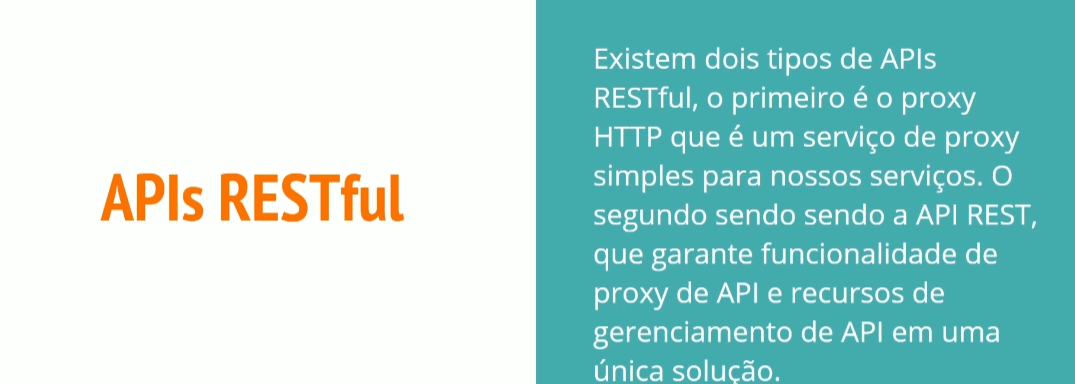 APIs RESTful
Existem dois tipos de APIs
RESTful, o primeiro é o proxy
HTTP que é um serviço de proxy
simples para nossos serviços. O
segundo sendo sendo a API REST,
que garante funcionalidade de
proxy de API e recursos de
gerenciamento de API em uma
única solução.